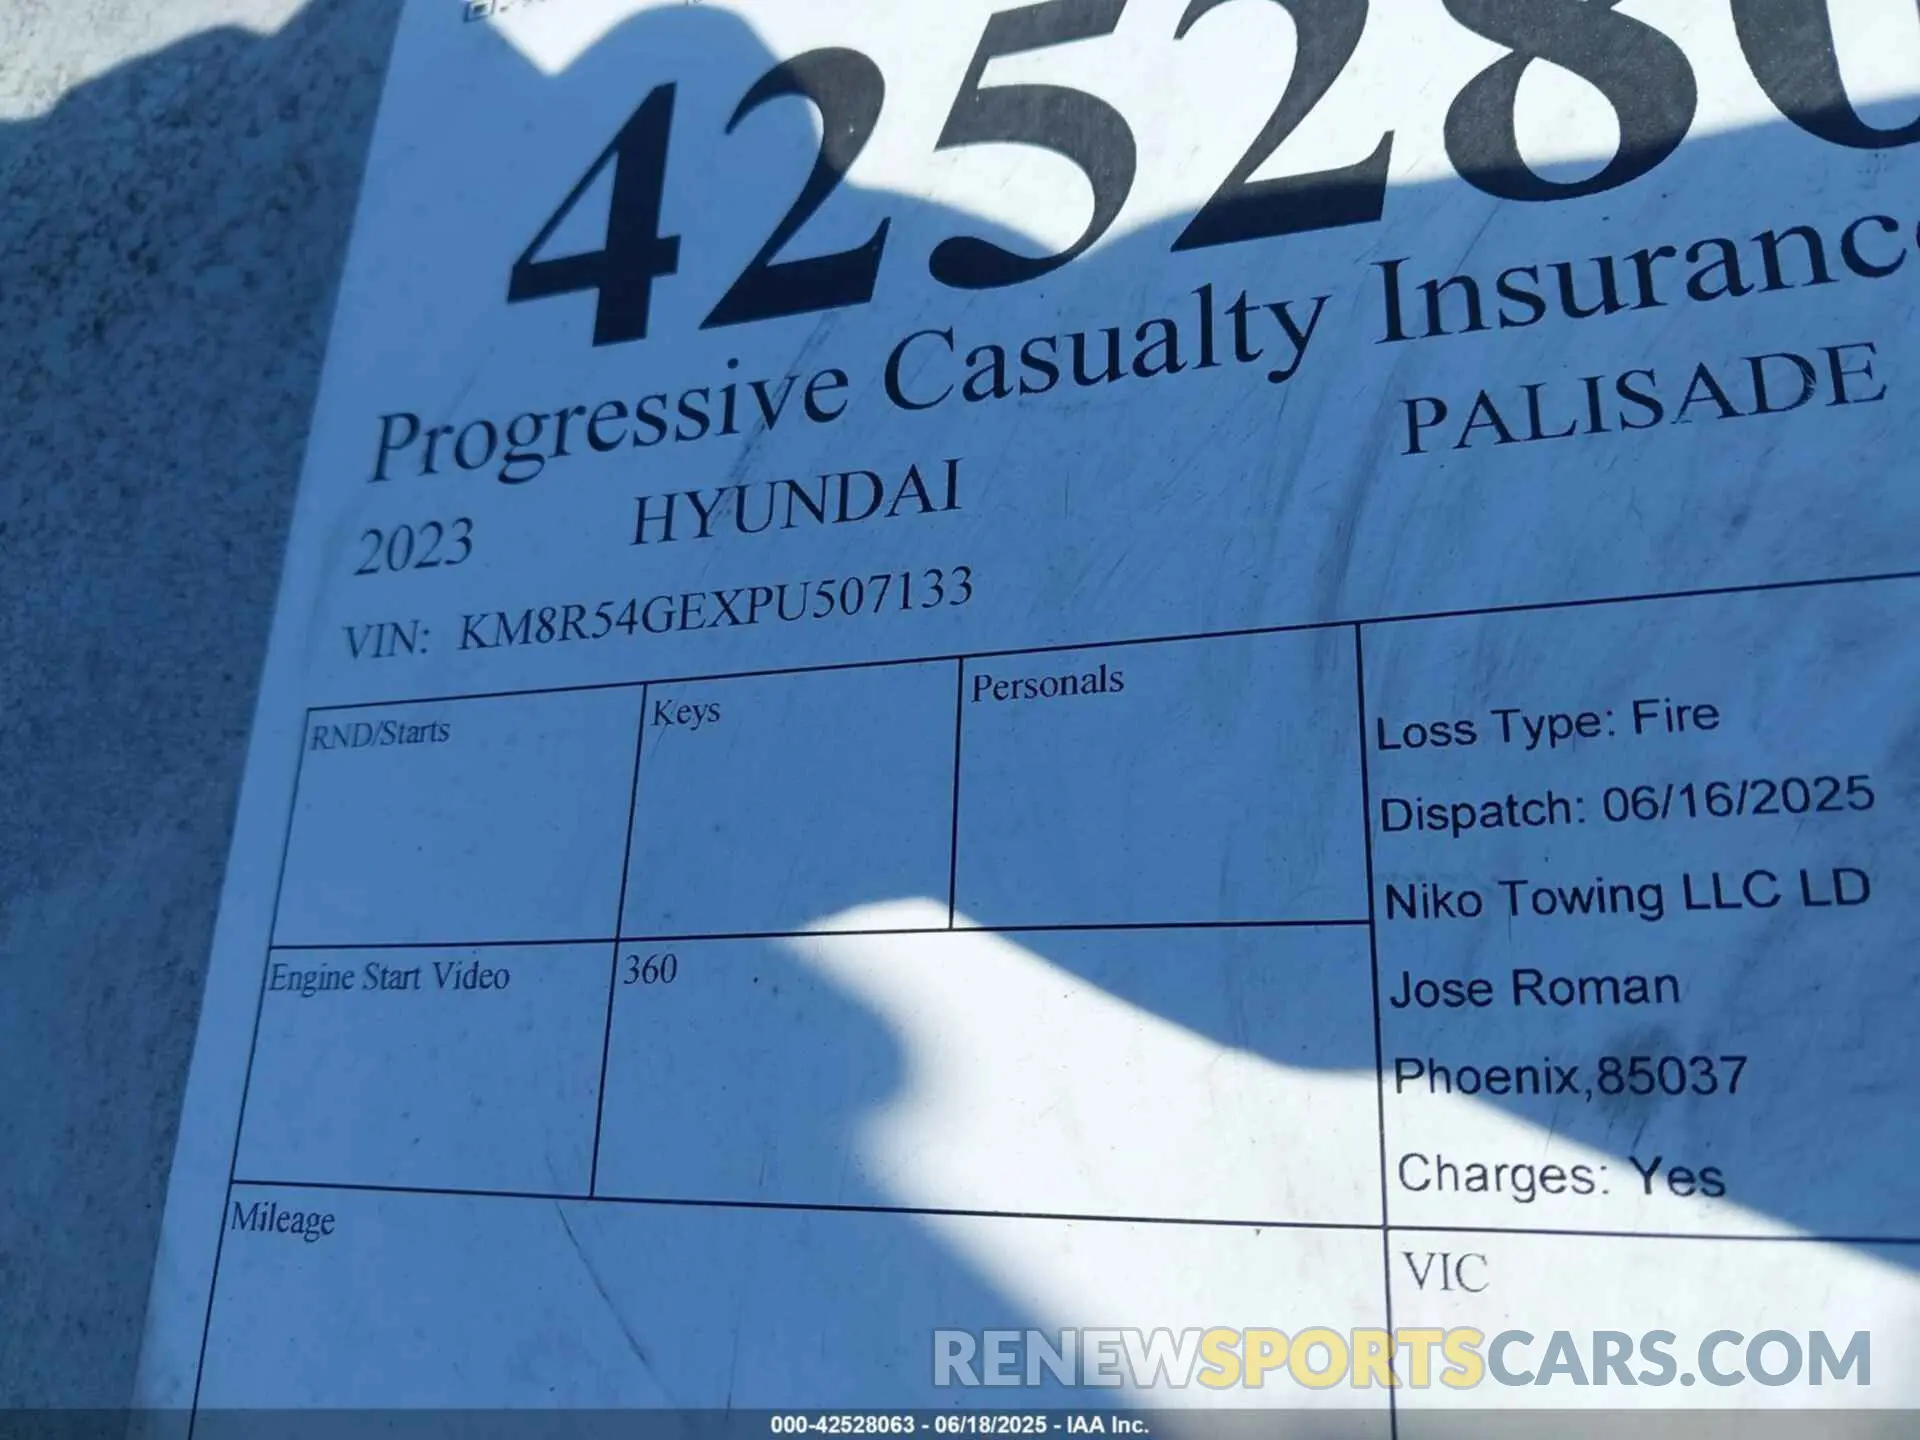 42528
Progressive Casualty Insuranc
2023 HYUNDAI PALISADE
VIN: KM8R54GEXPU507133
RND/Starts
Keys
Personals
Loss Type: Fire
Dispatch: 06/16/2025
Niko Towing LLC LD
Jose Roman
Phoenix,85037
Charges: Yes
Engine Start Video
360
Mileage
VIC
RENEWSPORTSCARS.COM
000-42528063 - 06/18/2025 - IAA Inc.